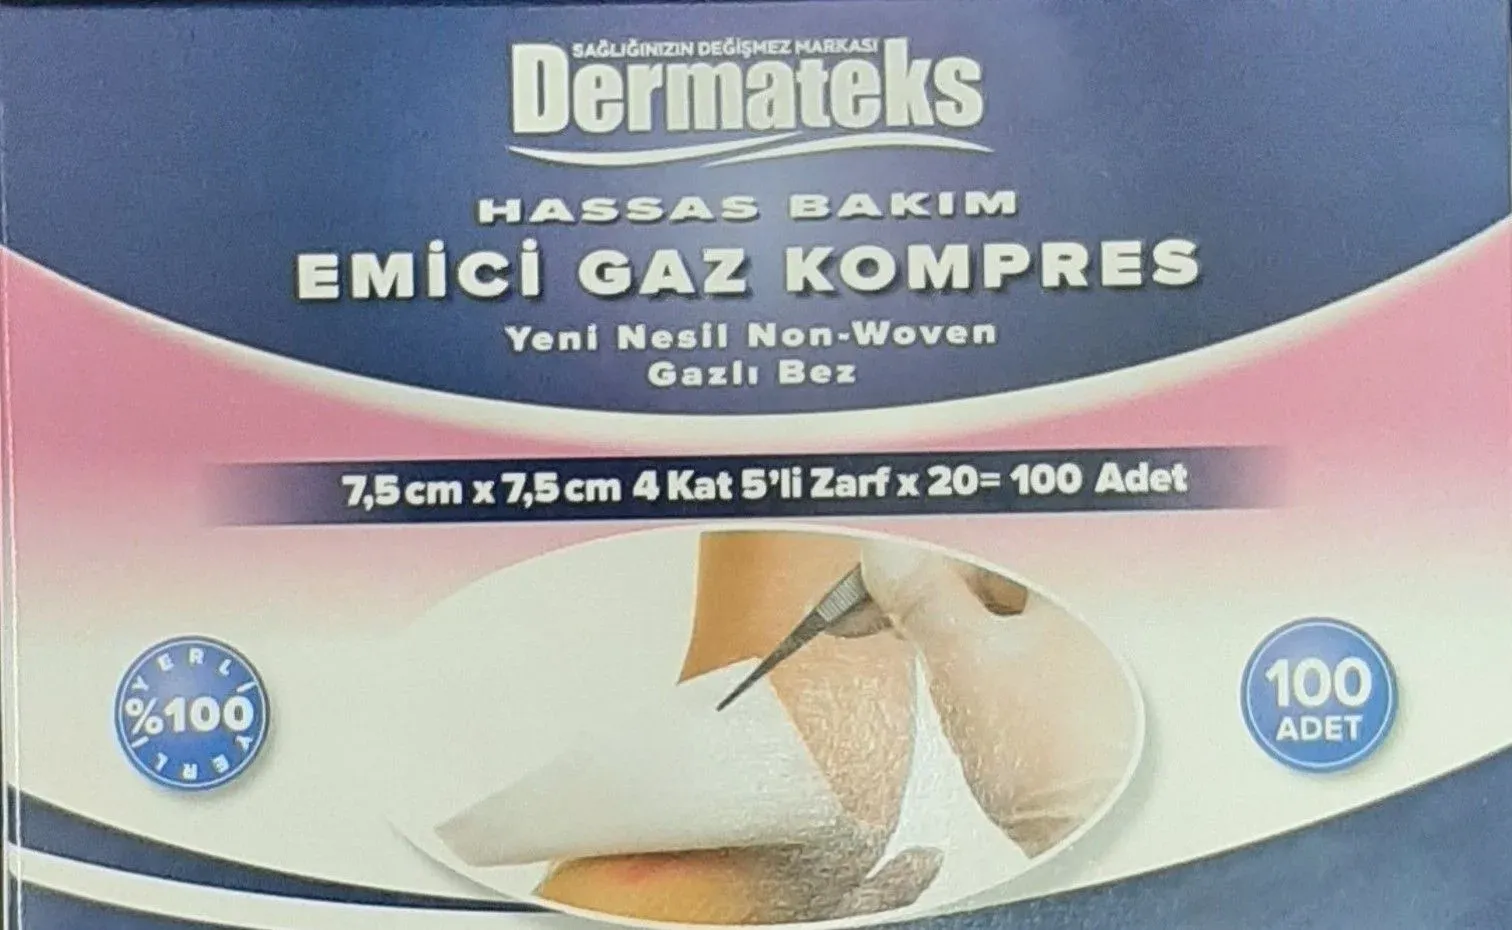 SAĞLIĞINIZIN DEĞİŞMEZ MARKASI
Dermateks
HASSAS BAKIM
EMİCİ GAZ KOMPRES
Yeni Nesil Non-Woven
Gazlı Bez
7,5 cm x 7,5 cm 4 Kat 5'li Zarf x 20= 100 Adet
YERLİ
%100
YERLİ
100
ADET